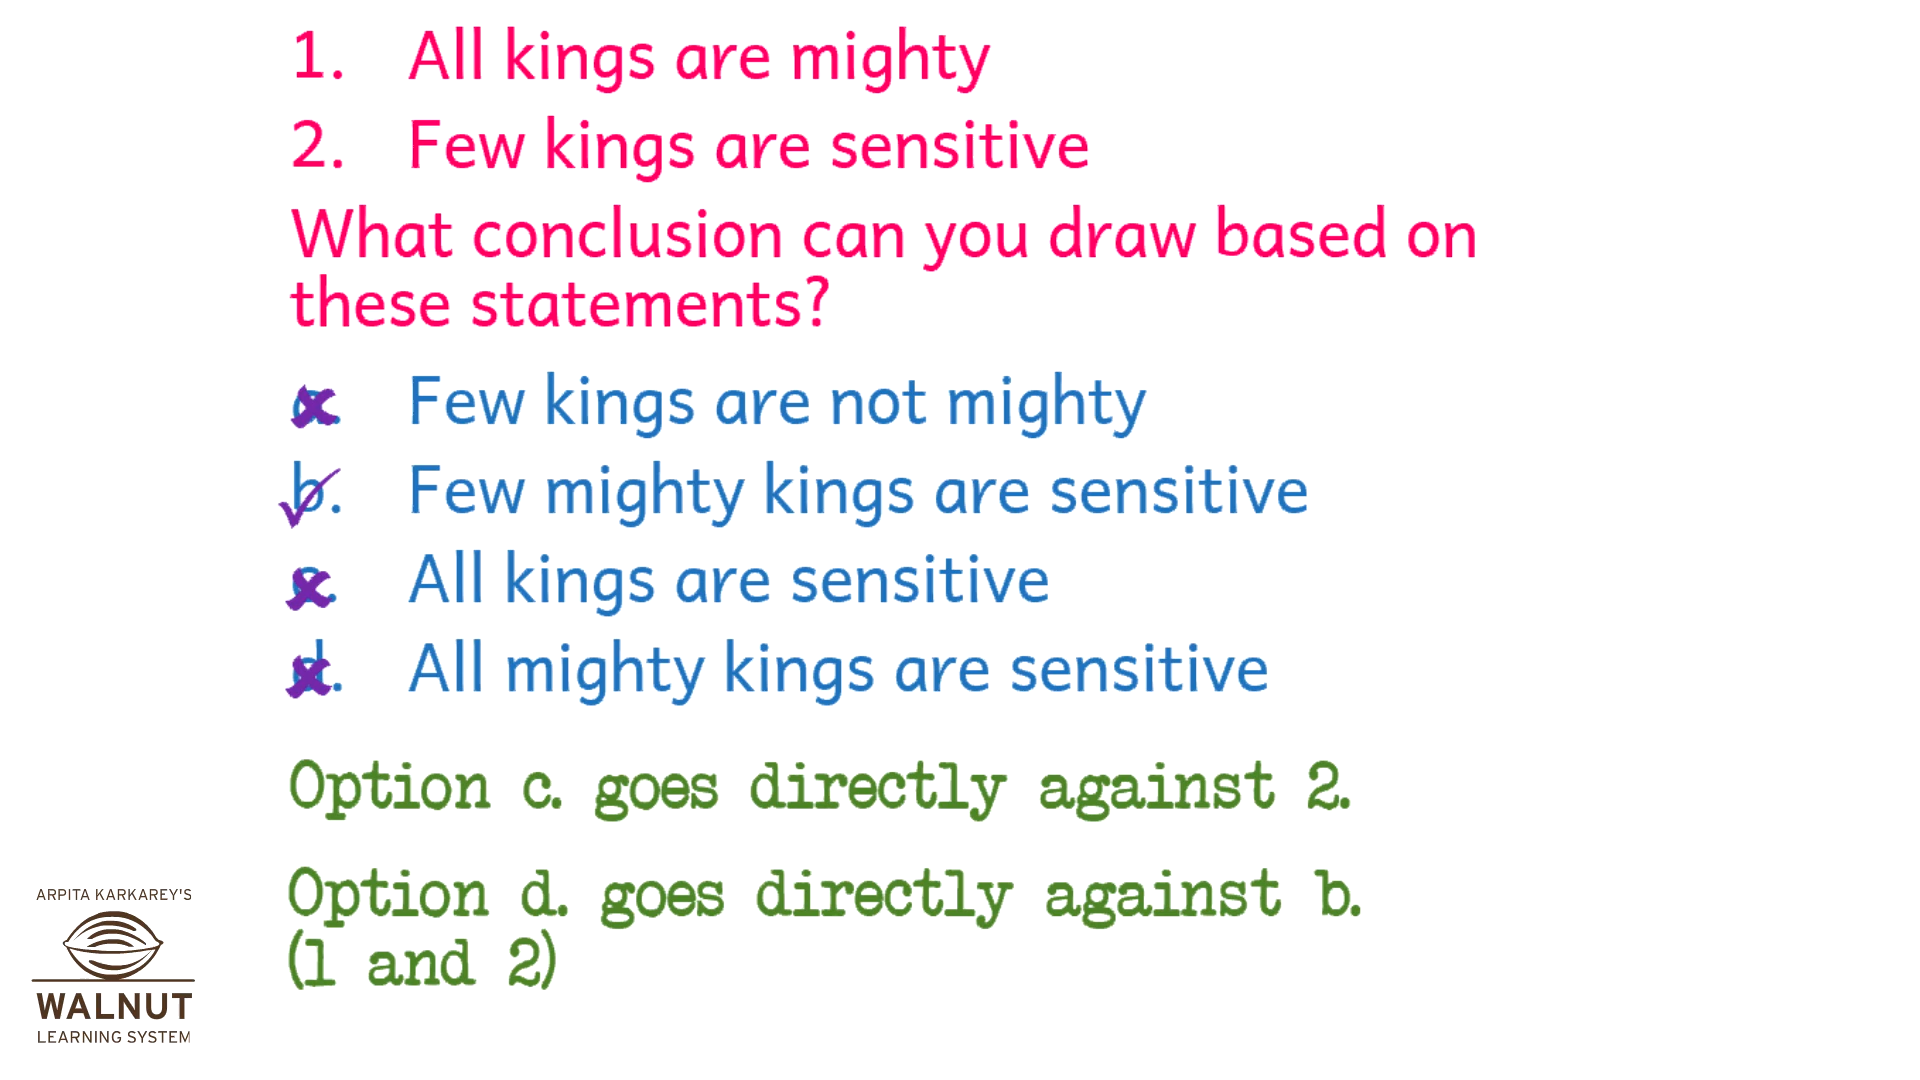 1. All kings are mighty
2. Few kings are sensitive
What conclusion can you draw based on
these statements?
a. Few kings are not mighty
b. Few mighty kings are sensitive
c. All kings are sensitive
d. All mighty kings are sensitive
Option c. goes directly against 2.
Option d. goes directly against b.
(1 and 2)
ARPITA KARKAREY'S
WALNUT
LEARNING SYSTEM